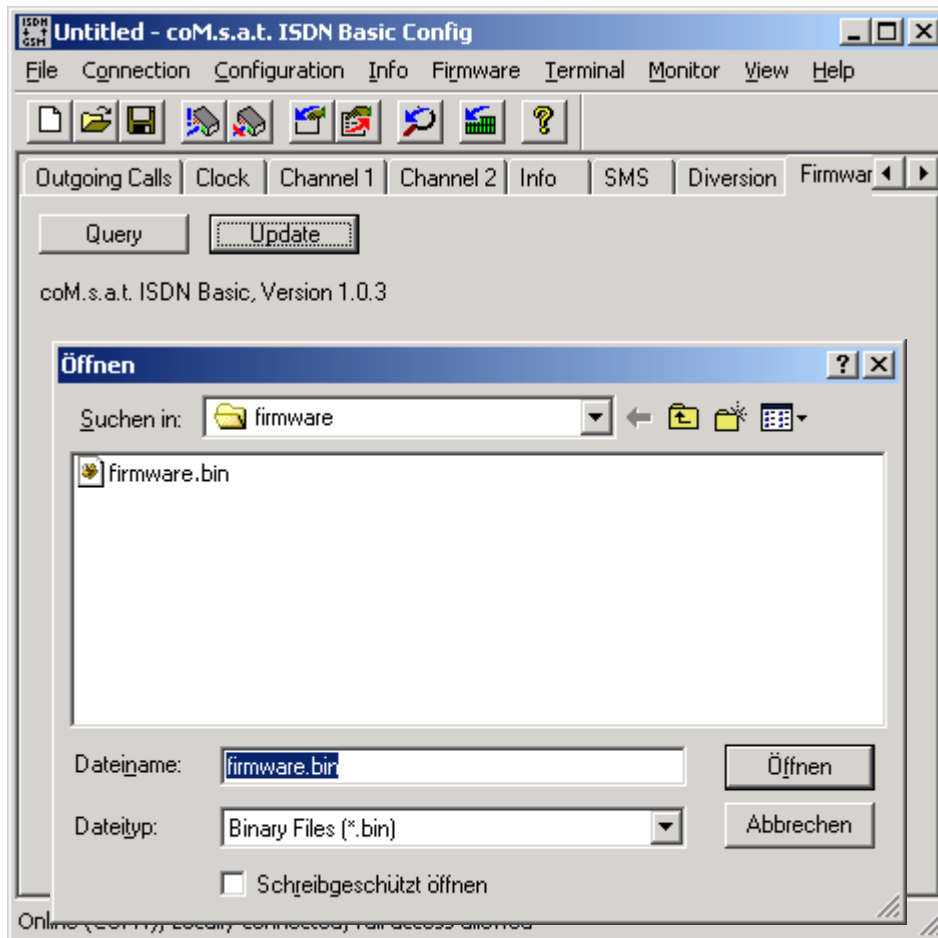 ISDN
GSM
Untitled - coM.s.a.t. ISDN Basic Config
File Connection Configuration Info Firmware Terminal Monitor View Help
Outgoing Calls Clock Channel 1 Channel 2 Info SMS Diversion Firmwar
Query Update
coM.s.a.t. ISDN Basic, Version 1.0.3
Öffnen
Suchen in: firmware
firmware.bin
Dateiname: firmware.bin Öffnen
Dateityp: Binary Files (*.bin) Abbrechen
Schreibgeschützt öffnen